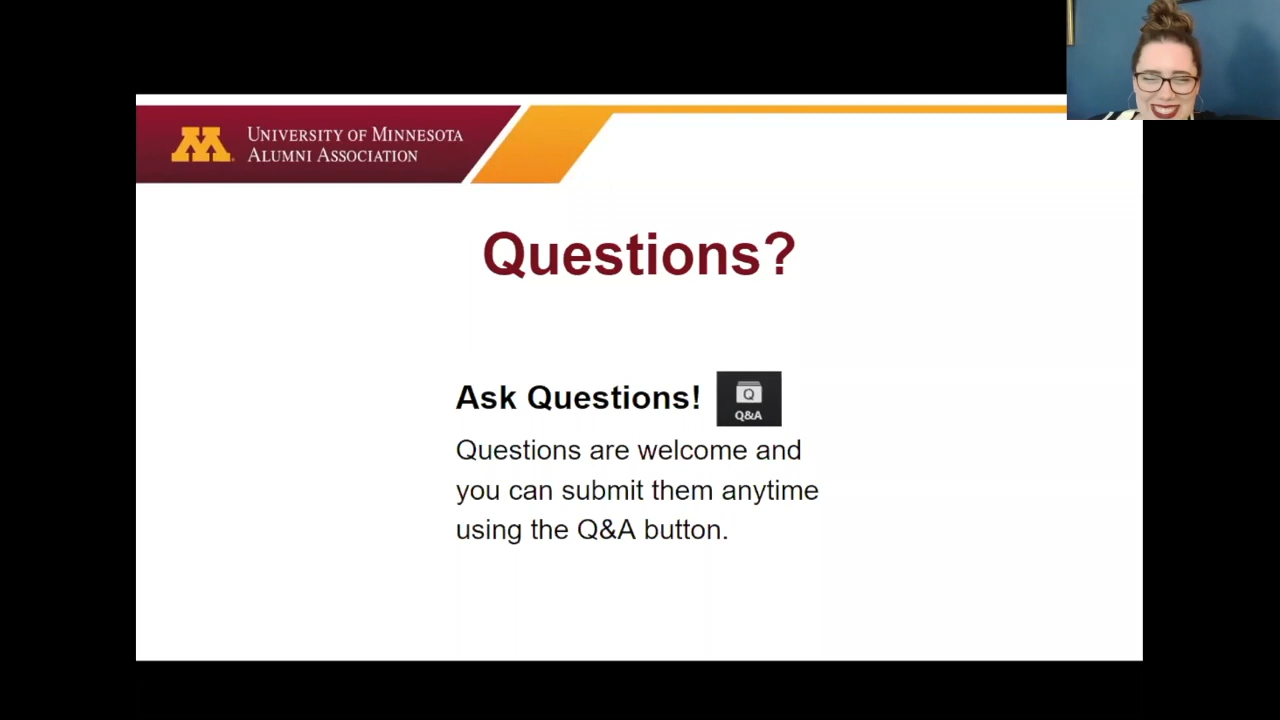 UNIVERSITY OF MINNESOTA
ALUMNI ASSOCIATION
Questions?
Ask Questions!
Q
Q&A
Questions are welcome and
you can submit them anytime
using the Q&A button.